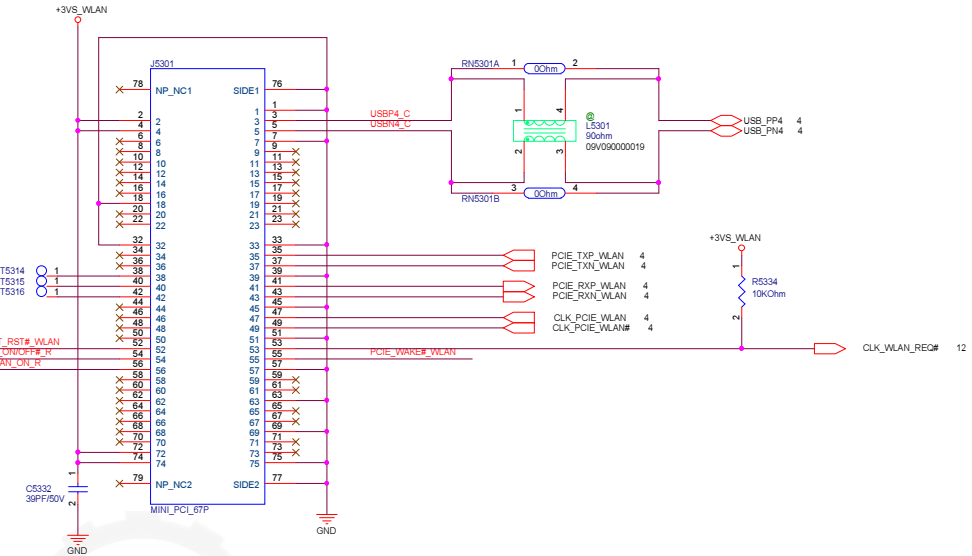 +3VS_WLAN
J5301
78 NP_NC1 SIDE1 76
1 1
2 2 3 3 USBP4_C
4 4 5 5 USBN4_C
6 6 7 7
8 8 9 9
10 10 11 11
12 12 13 13
14 14 15 15
16 16 17 17
18 18 19 19
20 20 21 21
22 22 23 23
32 32 33 33
34 34 35 35
36 36 37 37
T5314 1 38 38 39 39
T5315 1 40 40 41 41
T5316 1 42 42 43 43
44 44 45 45
46 46 47 47
48 48 49 49
50 50 51 51
T_RST#_WLAN 52 52 53 53
ON/OFF#_R 54 54 55 55 PCIE_WAKE#_WLAN
AN_ON_R 56 56 57 57
58 58 59 59
60 60 61 61
62 62 63 63
64 64 65 65
66 66 67 67
68 68 69 69
70 70 71 71
72 72 73 73
74 74 75 75
79 NP_NC2 SIDE2 77
MINI_PCI_67P
1
C5332
39PF/50V
2
GND
GND
RN5301A 1 0Ohm 2
1 4
@
L5301
90ohm
09V090000019
2 3
RN5301B 3 0Ohm 4
USB_PP4 4
USB_PN4 4
PCIE_TXP_WLAN 4
PCIE_TXN_WLAN 4
PCIE_RXP_WLAN 4
PCIE_RXN_WLAN 4
CLK_PCIE_WLAN 4
CLK_PCIE_WLAN# 4
+3VS_WLAN
1
R5334
10KOhm
2
CLK_WLAN_REQ# 12